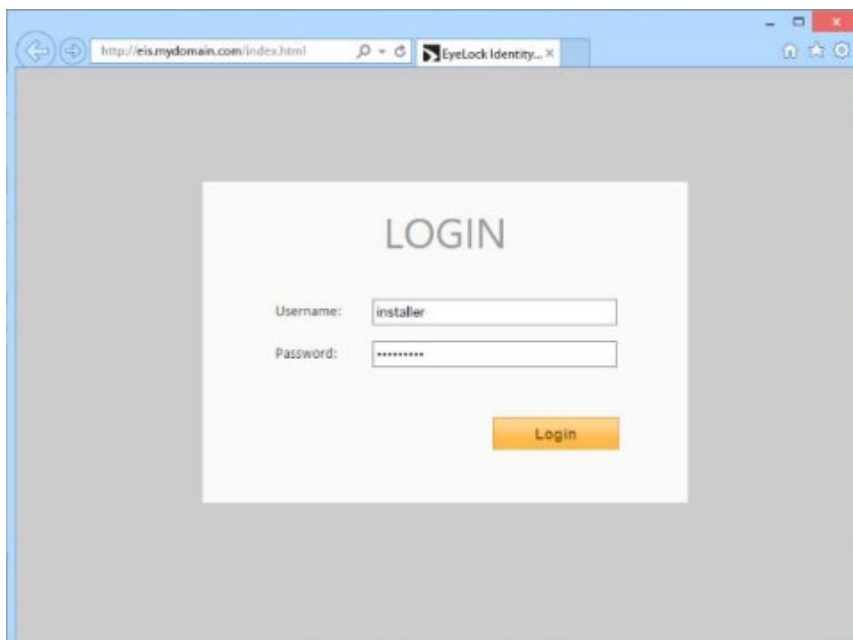 http://eis.mydomain.com/index.html
EyeLock Identity...
LOGIN
Username:
installer
Password:
•••••••••
Login